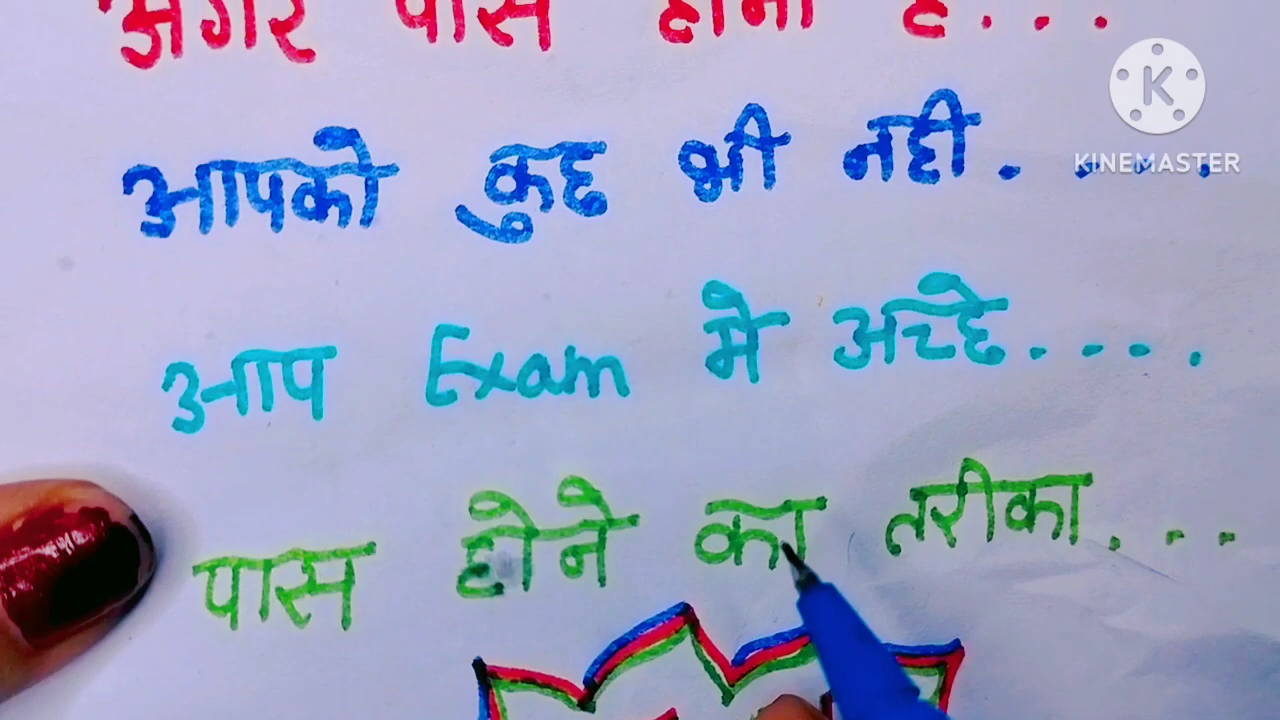 अगर पास होना है...
आपको कुछ भी नही.....
आप Exam मे अच्छे....
पास होने का तरीका....
K
KINEMASTER